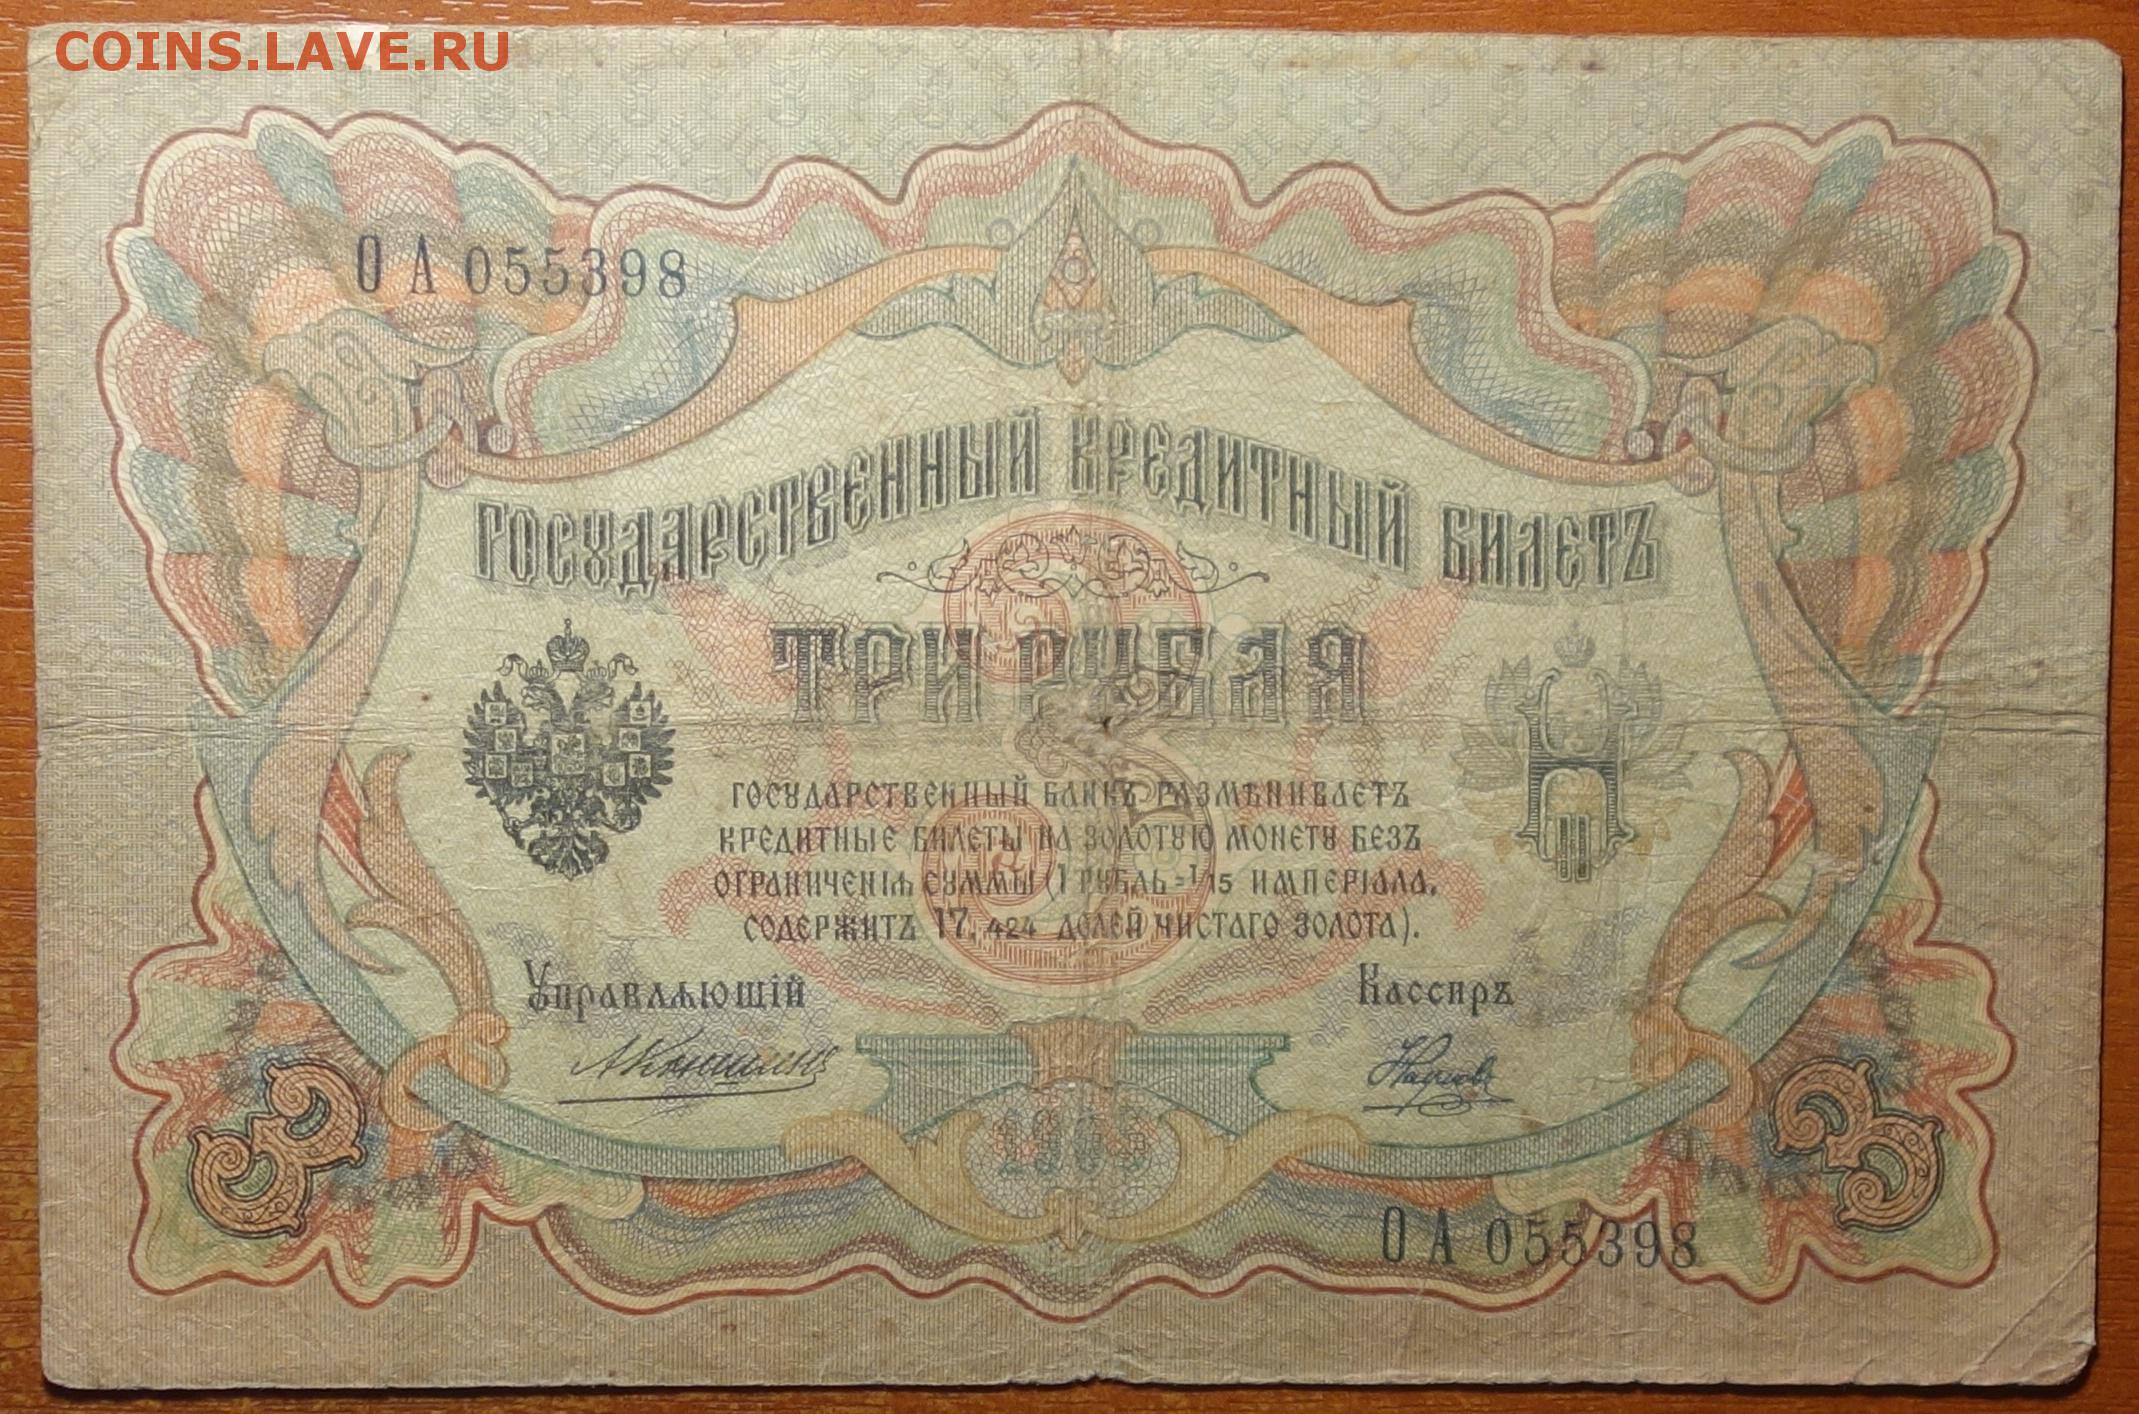 COINS.LAVE.RU
ОА 055398
ГОСУДАРСТВЕННЫЙ КРЕДИТНЫЙ БИЛЕТЪ
3
ТРИ РУБЛЯ
ГОСУДАРСТВЕННЫЙ БАНКЪ РАЗМѢНИВАЕТЪ
КРЕДИТНЫЕ БИЛЕТЫ НА ЗОЛОТУЮ МОНЕТУ БЕЗЪ
ОГРАНИЧЕНІЯ СУММЫ (1 РУБЛЬ = 1/15 ИМПЕРІАЛА,
СОДЕРЖИТЪ 17,424 ДОЛЕЙ ЧИСТАГО ЗОЛОТА).
Управляющій Кассиръ
3 1905 3
ОА 055398